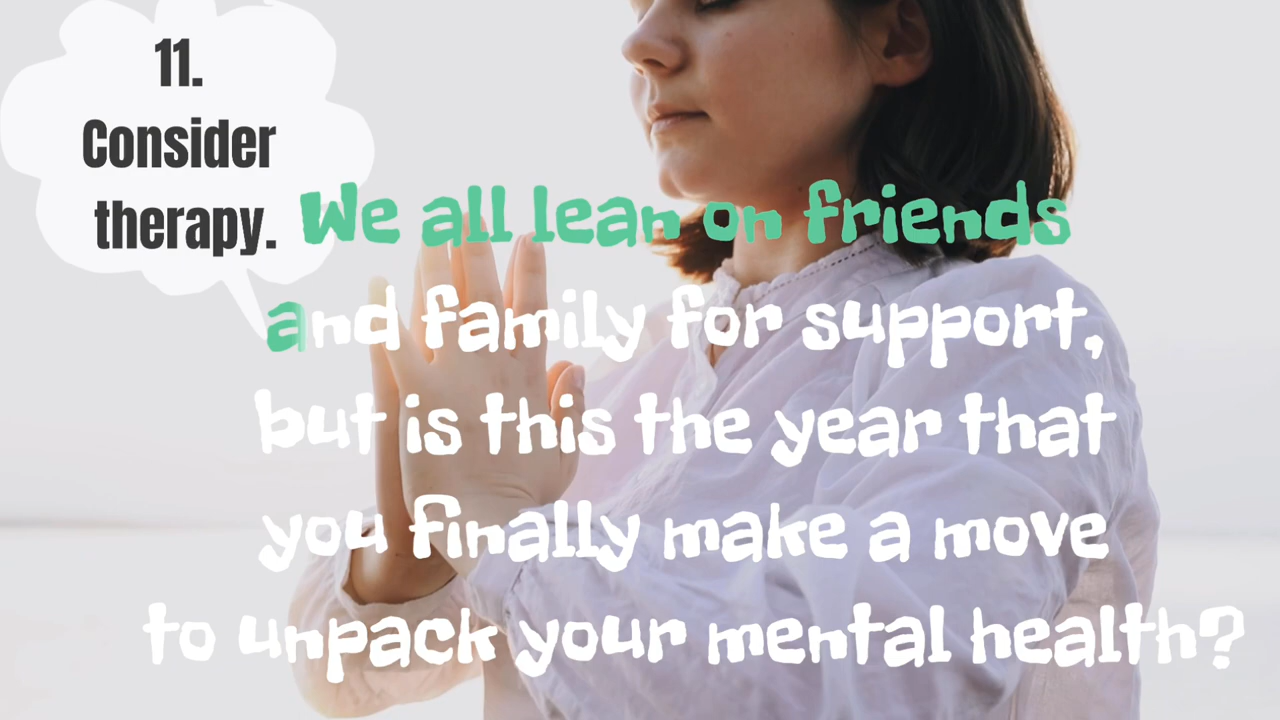 11.
Consider
therapy.
We all lean on friends
and family for support,
but is this the year that
you finally make a move
to unpack your mental health?